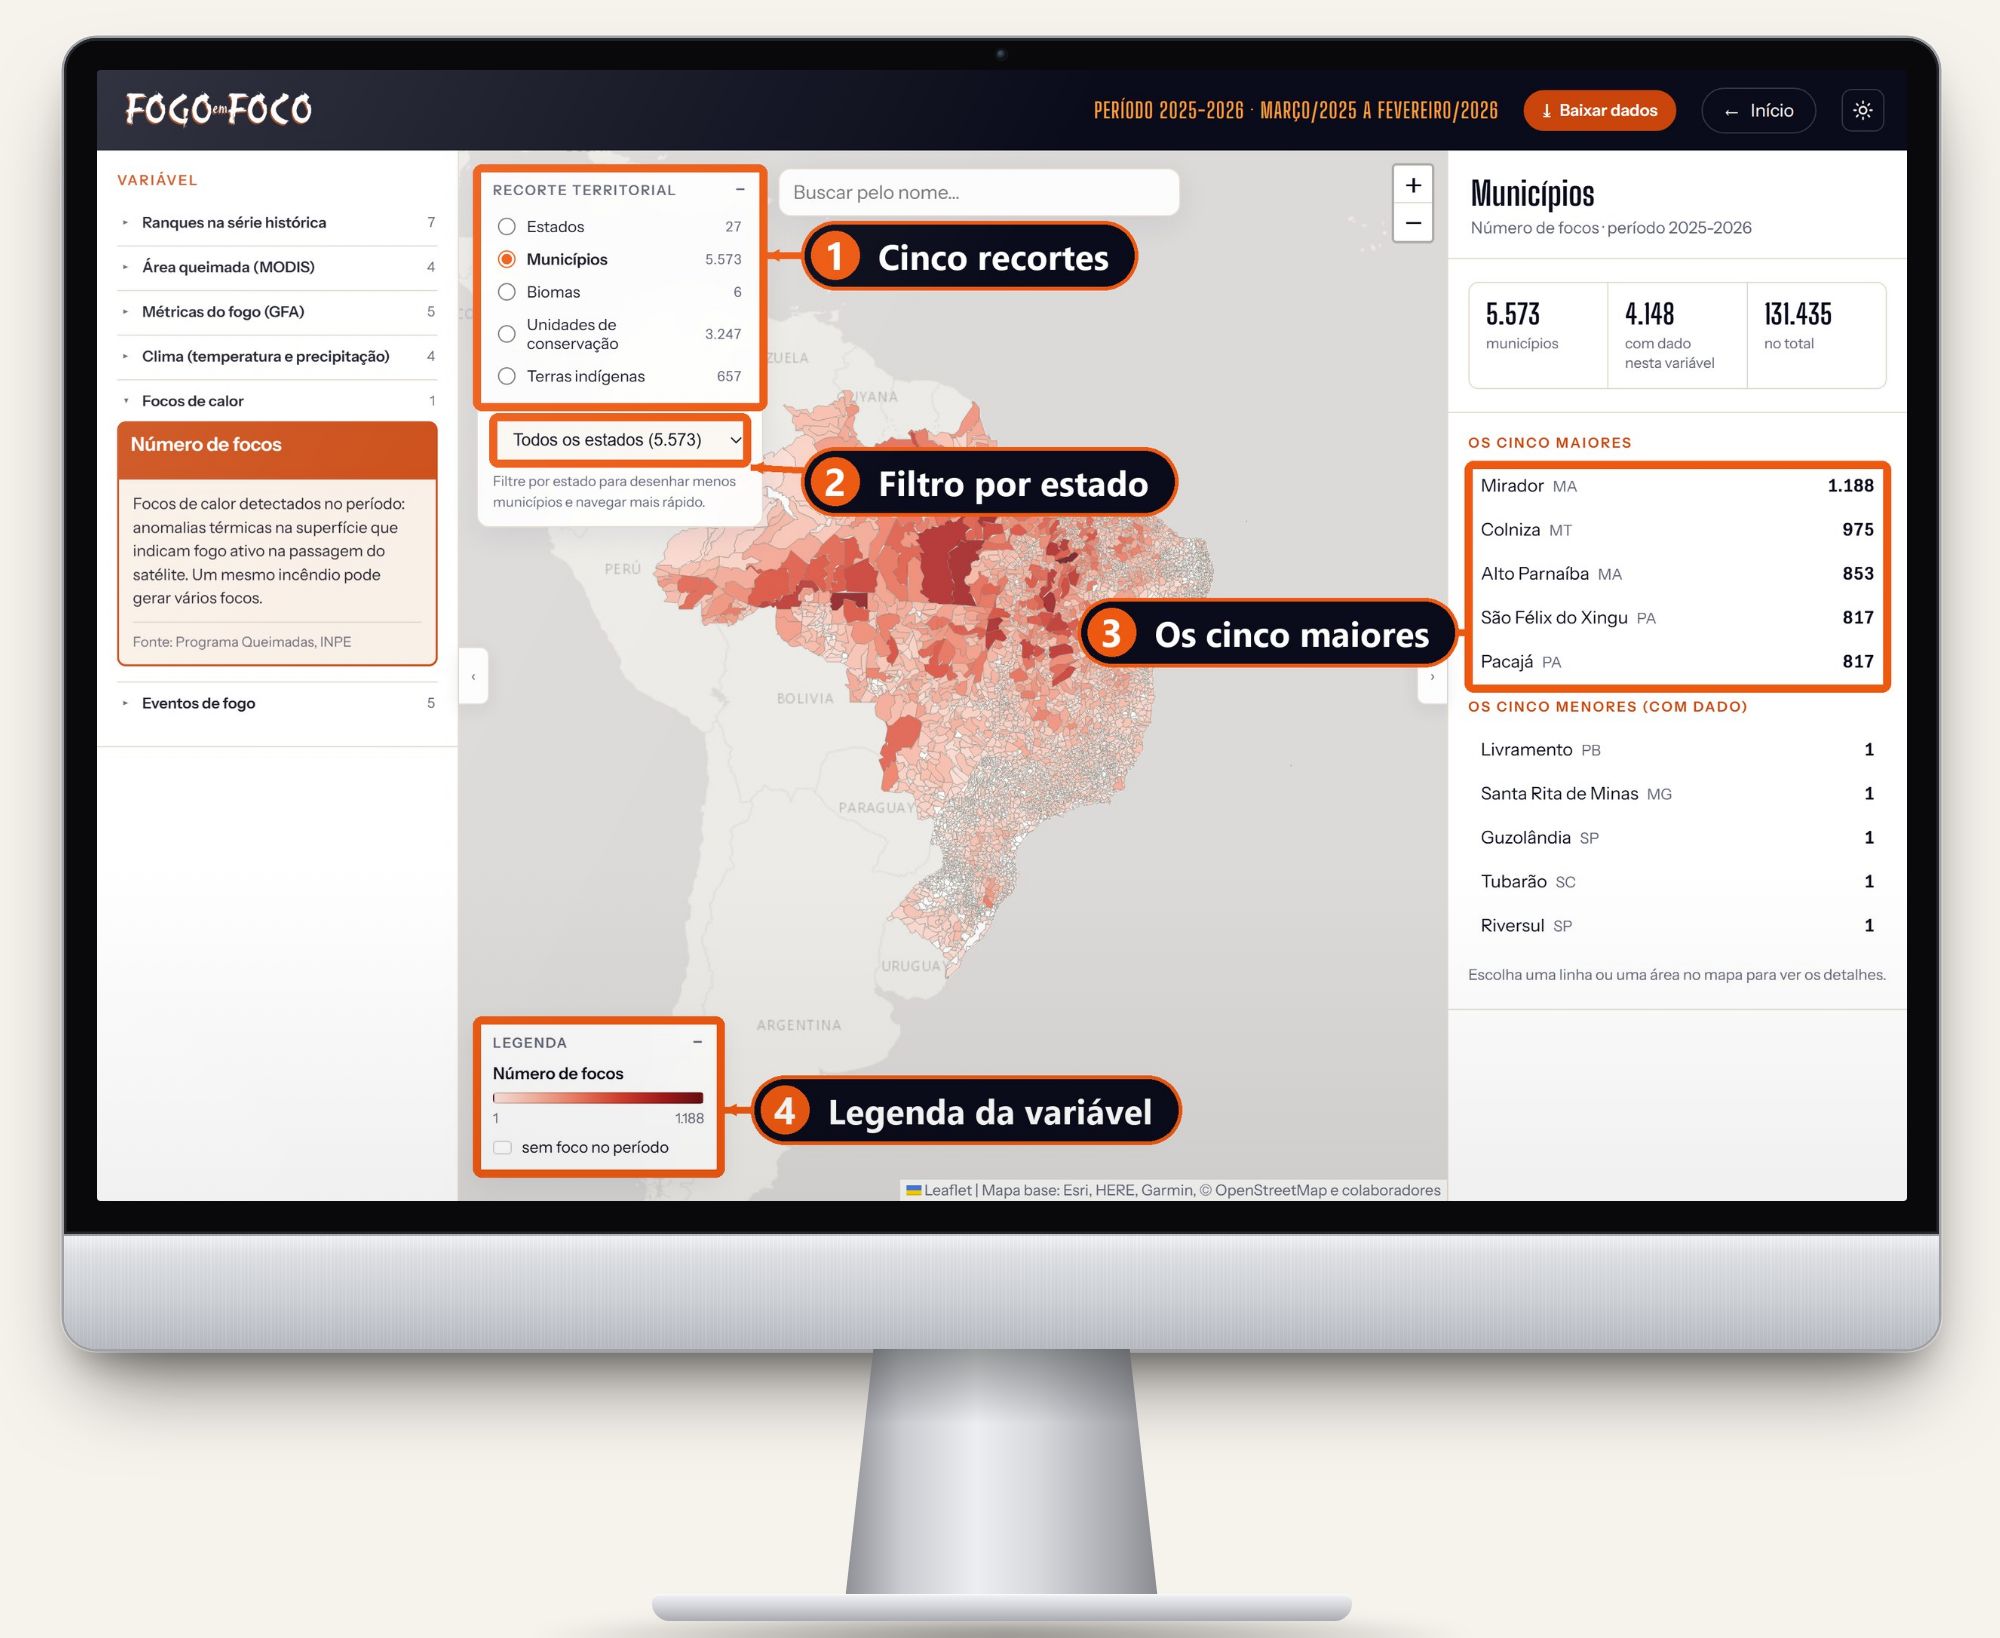 FOGO em FOCO
PERÍODO 2025-2026 · MARÇO/2025 A FEVEREIRO/2026
Baixar dados
← Início
VARIÁVEL
Ranques na série histórica 7
Área queimada (MODIS) 4
Métricas do fogo (GFA) 5
Clima (temperatura e precipitação) 4
Focos de calor 1
Número de focos
Focos de calor detectados no período:
anomalias térmicas na superfície que
indicam fogo ativo na passagem do
satélite. Um mesmo incêndio pode
gerar vários focos.
Fonte: Programa Queimadas, INPE
Eventos de fogo 5
RECORTE TERRITORIAL −
Estados 27
Municípios 5.573
Biomas 6
Unidades de
conservação 3.247
Terras indígenas 657
Todos os estados (5.573)
Filtre por estado para desenhar menos
municípios e navegar mais rápido.
Buscar pelo nome...
+
−
1 Cinco recortes
2 Filtro por estado
3 Os cinco maiores
4 Legenda da variável
ZUELA
GUYANA
PERÚ
BOLIVIA
PARAGUAY
URUGUAY
ARGENTINA
LEGENDA −
Número de focos
1 1.188
sem foco no período
Leaflet | Mapa base: Esri, HERE, Garmin, © OpenStreetMap e colaboradores
Municípios
Número de focos · período 2025-2026
5.573
municípios
4.148
com dado
nesta variável
131.435
no total
OS CINCO MAIORES
Mirador MA 1.188
Colniza MT 975
Alto Parnaíba MA 853
São Félix do Xingu PA 817
Pacajá PA 817
OS CINCO MENORES (COM DADO)
Livramento PB 1
Santa Rita de Minas MG 1
Guzolândia SP 1
Tubarão SC 1
Riversul SP 1
Escolha uma linha ou uma área no mapa para ver os detalhes.